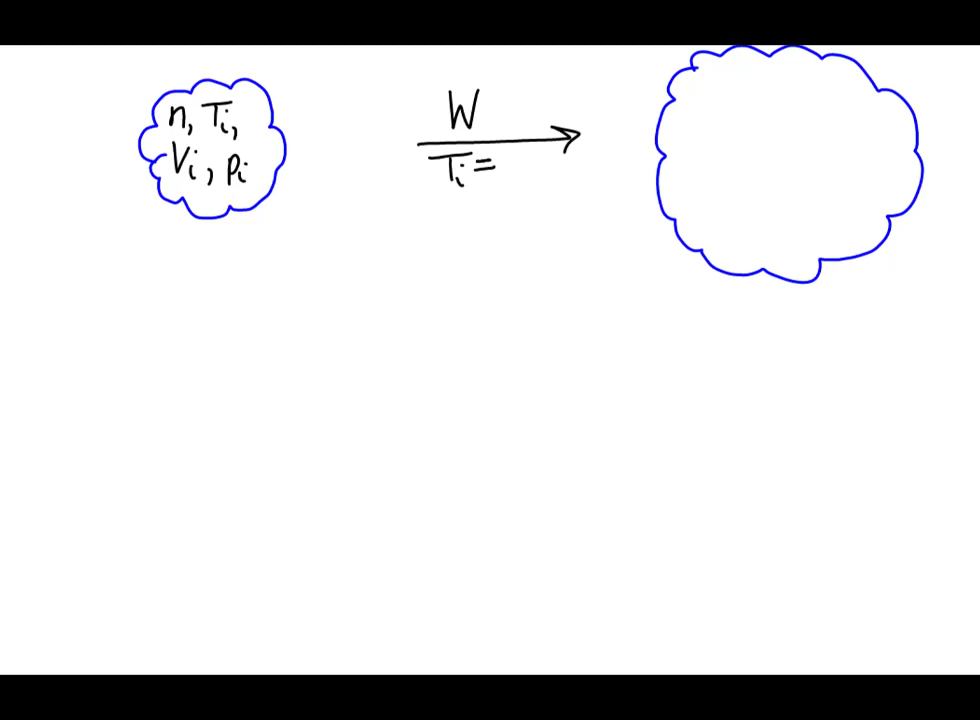 n, Ti,
Vi, pi
W
Ti =